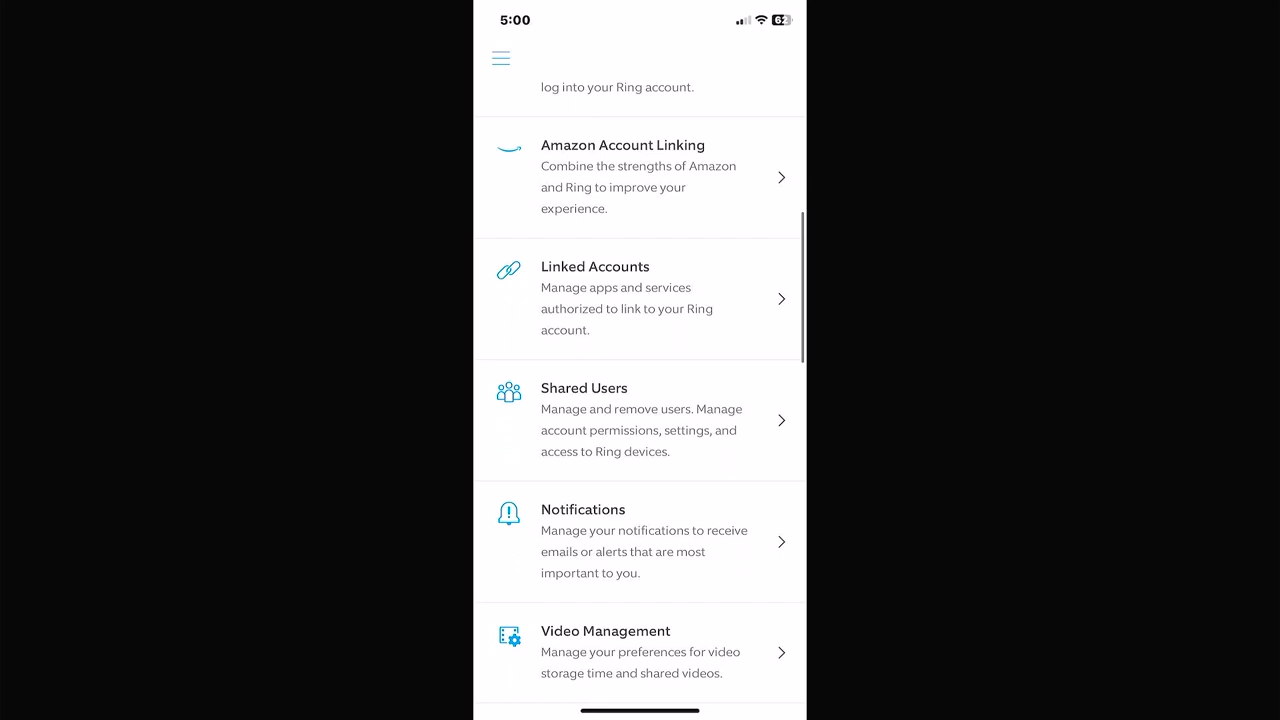 5:00
62
log into your Ring account.
Amazon Account Linking
Combine the strengths of Amazon
and Ring to improve your
experience.
Linked Accounts
Manage apps and services
authorized to link to your Ring
account.
Shared Users
Manage and remove users. Manage
account permissions, settings, and
access to Ring devices.
Notifications
Manage your notifications to receive
emails or alerts that are most
important to you.
Video Management
Manage your preferences for video
storage time and shared videos.